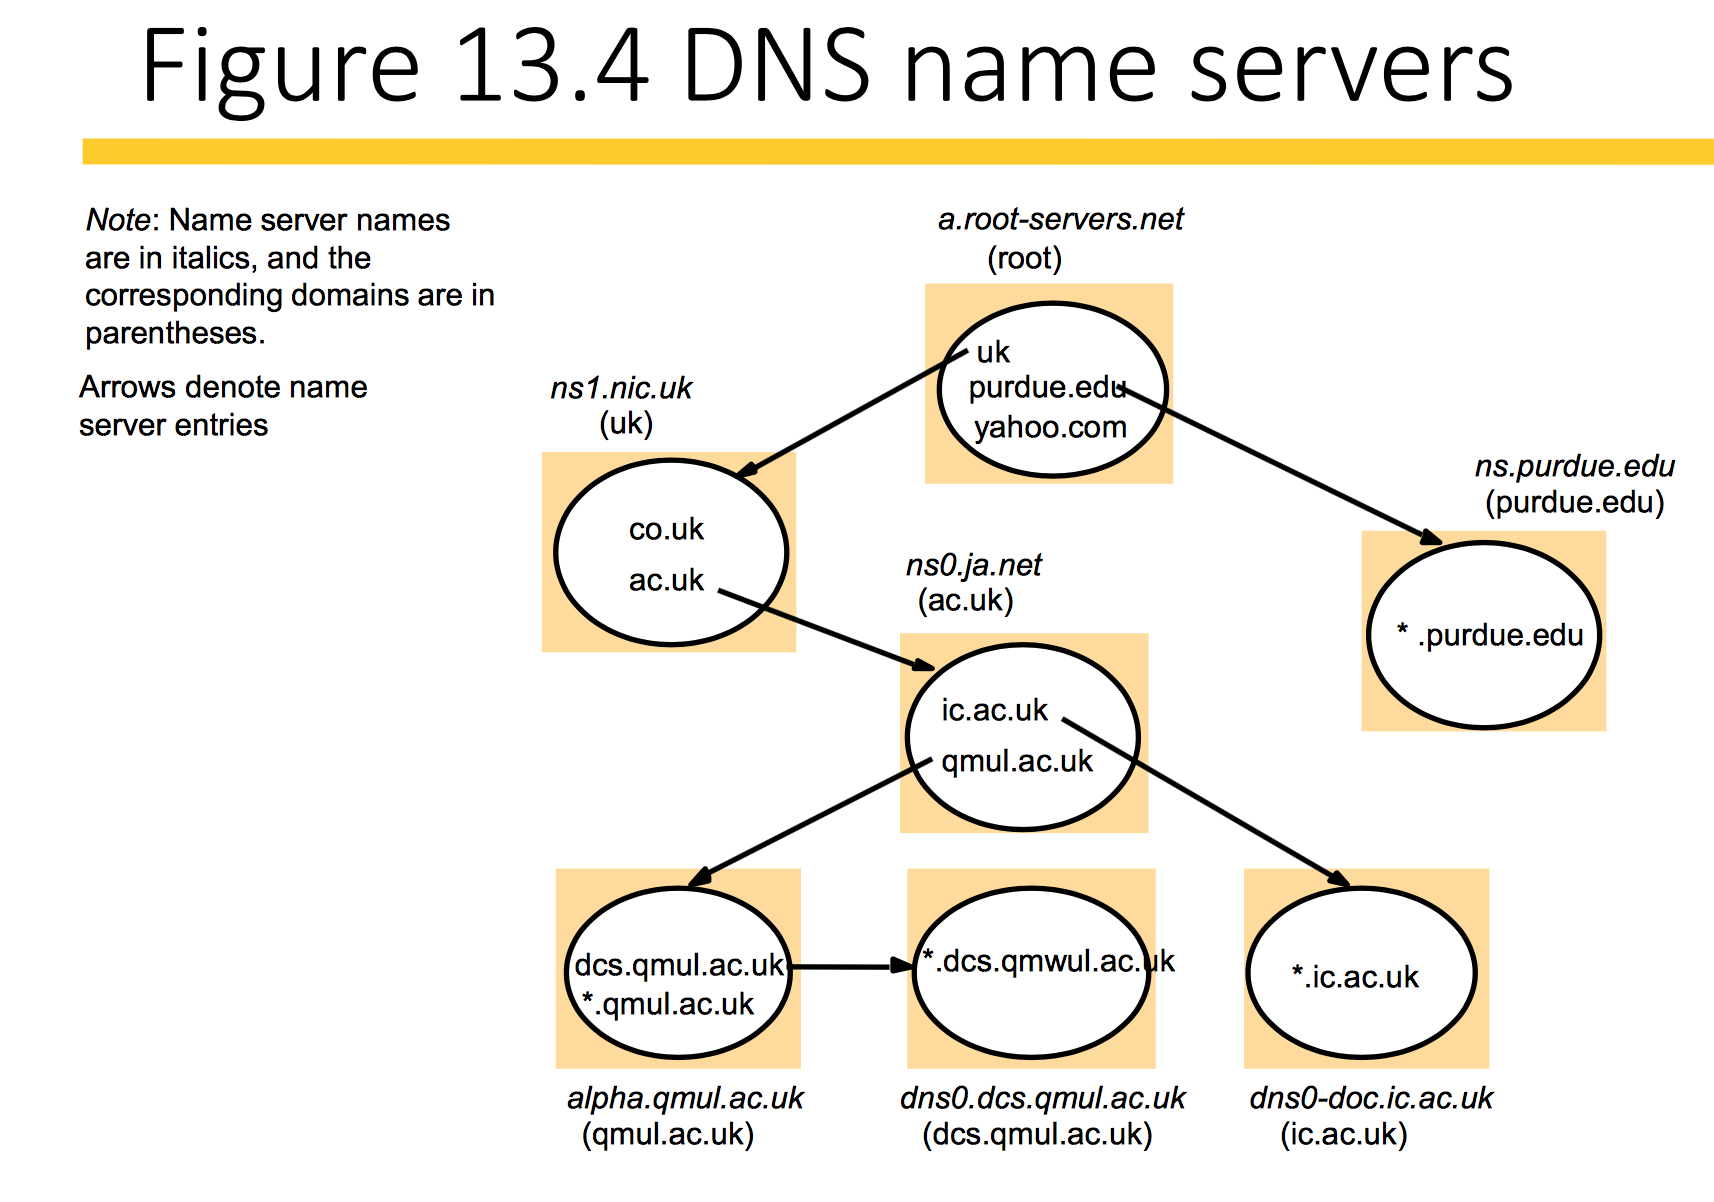 Figure 13.4 DNS name servers
Note: Name server names
are in italics, and the
corresponding domains are in
parentheses.
Arrows denote name
server entries
a.root-servers.net
(root)
uk
purdue.edu
yahoo.com
ns1.nic.uk
(uk)
co.uk
ac.uk
ns.purdue.edu
(purdue.edu)
* .purdue.edu
ns0.ja.net
(ac.uk)
ic.ac.uk
qmul.ac.uk
dcs.qmul.ac.uk
*.qmul.ac.uk
alpha.qmul.ac.uk
(qmul.ac.uk)
*.dcs.qmwul.ac.uk
dns0.dcs.qmul.ac.uk
(dcs.qmul.ac.uk)
*.ic.ac.uk
dns0-doc.ic.ac.uk
(ic.ac.uk)